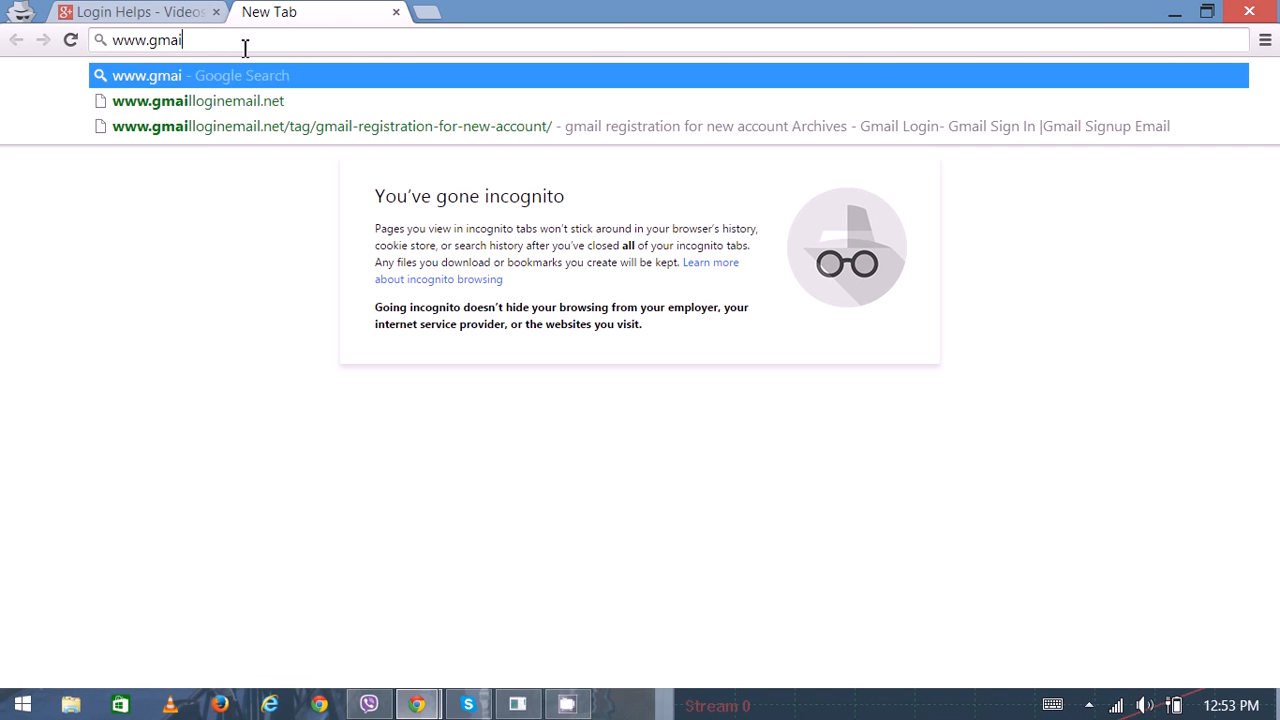 Login Helps - Videos
New Tab
www.gmai
www.gmai - Google Search
www.gmailloginemail.net
www.gmailloginemail.net/tag/gmail-registration-for-new-account/ - gmail registration for new account Archives - Gmail Login- Gmail Sign In |Gmail Signup Email
You've gone incognito
Pages you view in incognito tabs won't stick around in your browser's history,
cookie store, or search history after you've closed all of your incognito tabs.
Any files you download or bookmarks you create will be kept. Learn more
about incognito browsing
Going incognito doesn't hide your browsing from your employer, your
internet service provider, or the websites you visit.
Stream 0
12:53 PM